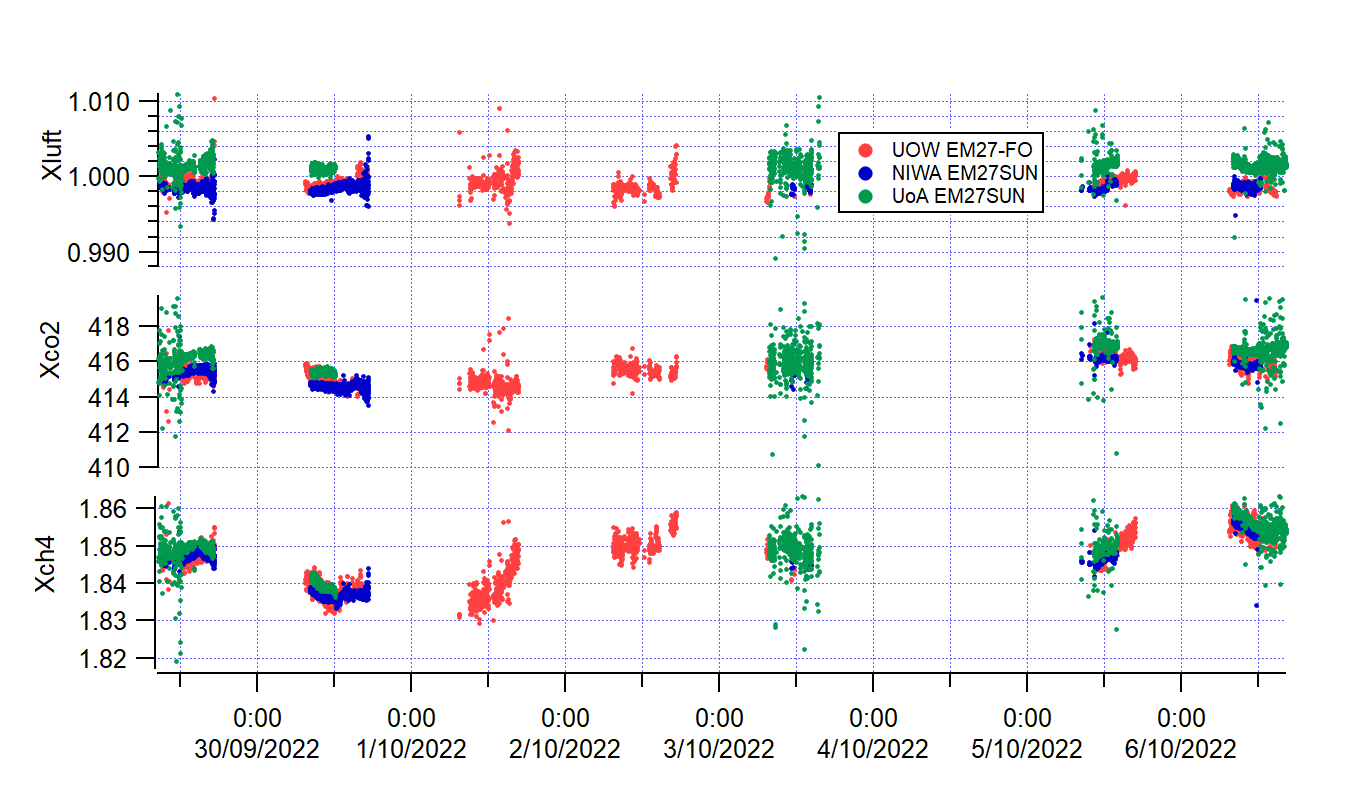 Xluft
1.010
1.000
0.990
UOW EM27-FO
NIWA EM27SUN
UoA EM27SUN
Xco2
418
416
414
412
410
Xch4
1.86
1.85
1.84
1.83
1.82
0:00 0:00 0:00 0:00 0:00 0:00 0:00
30/09/2022 1/10/2022 2/10/2022 3/10/2022 4/10/2022 5/10/2022 6/10/2022